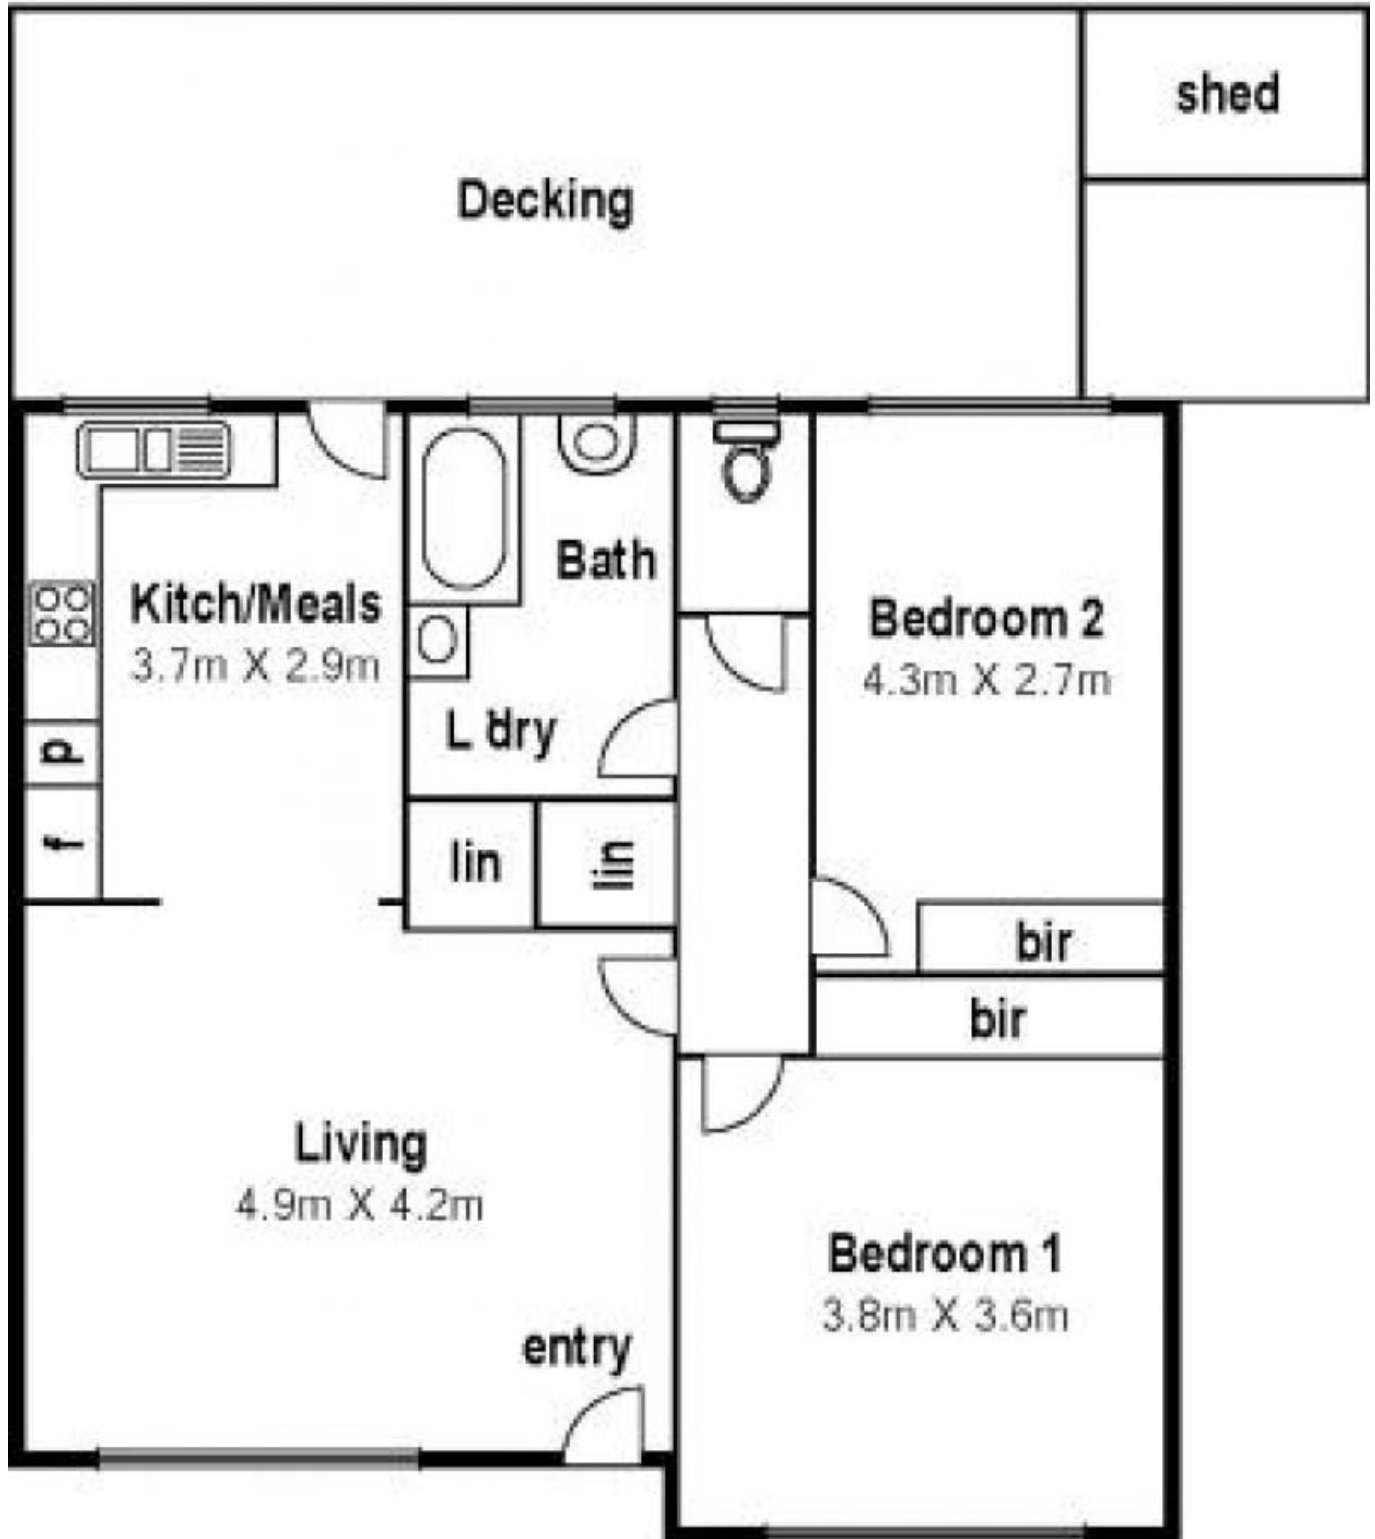 shed
Decking
Bath
Kitch/Meals
3.7m X 2.9m
Bedroom 2
4.3m X 2.7m
L'dry
p
f
lin
lin
bir
bir
Living
4.9m X 4.2m
Bedroom 1
3.8m X 3.6m
entry